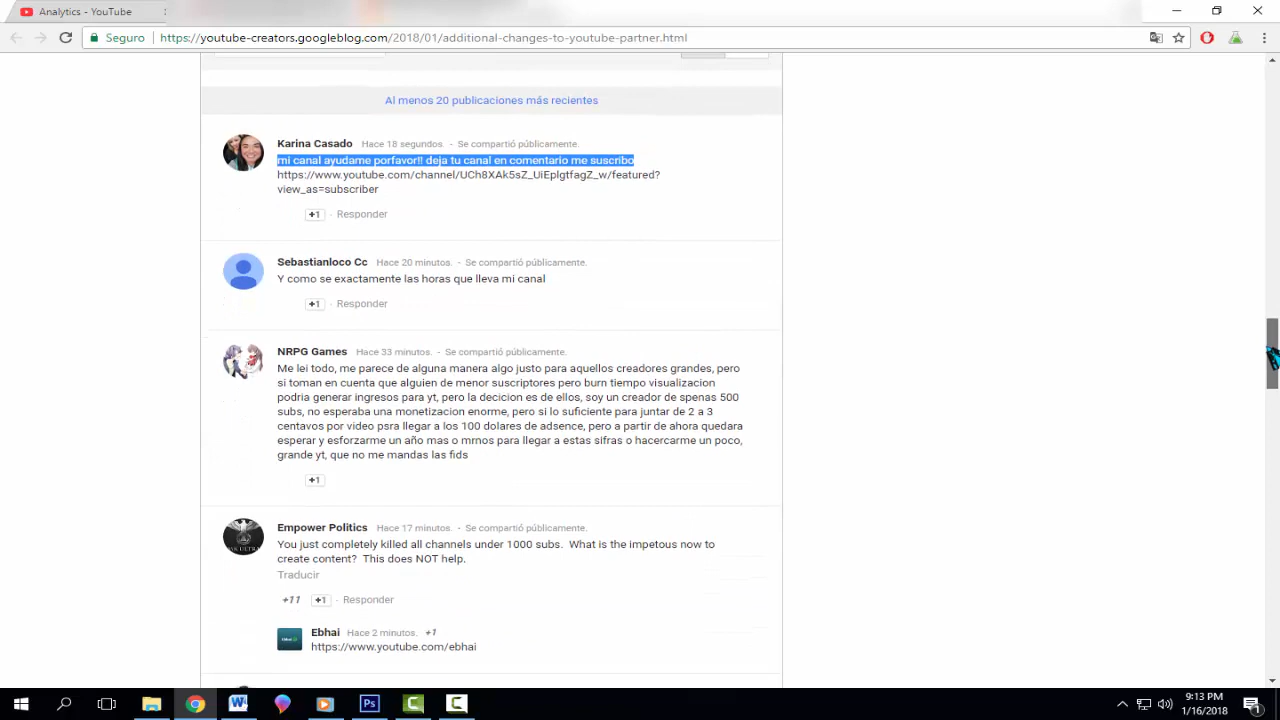 Analytics - YouTube
Seguro
https://youtube-creators.googleblog.com/2018/01/additional-changes-to-youtube-partner.html
Al menos 20 publicaciones más recientes
Karina Casado Hace 18 segundos. - Se compartió públicamente.
mi canal ayudame porfavor!! deja tu canal en comentario me suscribo
https://www.youtube.com/channel/UCh8XAk5sZ_UiEplgtfagZ_w/featured?
view_as=subscriber
+1 · Responder
Sebastianloco Cc Hace 20 minutos. - Se compartió públicamente.
Y como se exactamente las horas que lleva mi canal
+1 · Responder
NRPG Games Hace 33 minutos. - Se compartió públicamente.
Me lei todo, me parece de alguna manera algo justo para aquellos creadores grandes, pero
si toman en cuenta que alguien de menor suscriptores pero burn tiempo visualizacion
podria generar ingresos para yt, pero la decicion es de ellos, soy un creador de spenas 500
subs, no esperaba una monetizacion enorme, pero si lo suficiente para juntar de 2 a 3
centavos por video psra llegar a los 100 dolares de adsence, pero a partir de ahora quedara
esperar y esforzarme un año mas o mrnos para llegar a estas sifras o hacercarme un poco,
grande yt, que no me mandas las fids
+1
Empower Politics Hace 17 minutos. - Se compartió públicamente.
You just completely killed all channels under 1000 subs.  What is the impetous now to
create content?  This does NOT help.
Traducir
+11 +1 · Responder
Ebhai Hace 2 minutos. +1
https://www.youtube.com/ebhai
9:13 PM
1/16/2018